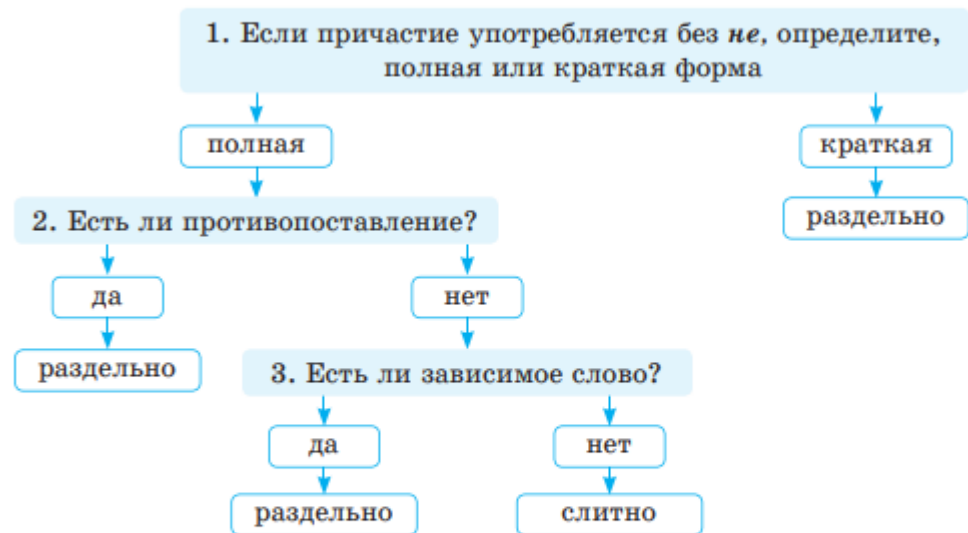 1. Если причастие употребляется без не, определите,
полная или краткая форма
полная
краткая
раздельно
2. Есть ли противопоставление?
да
нет
раздельно
3. Есть ли зависимое слово?
да
нет
раздельно
слитно